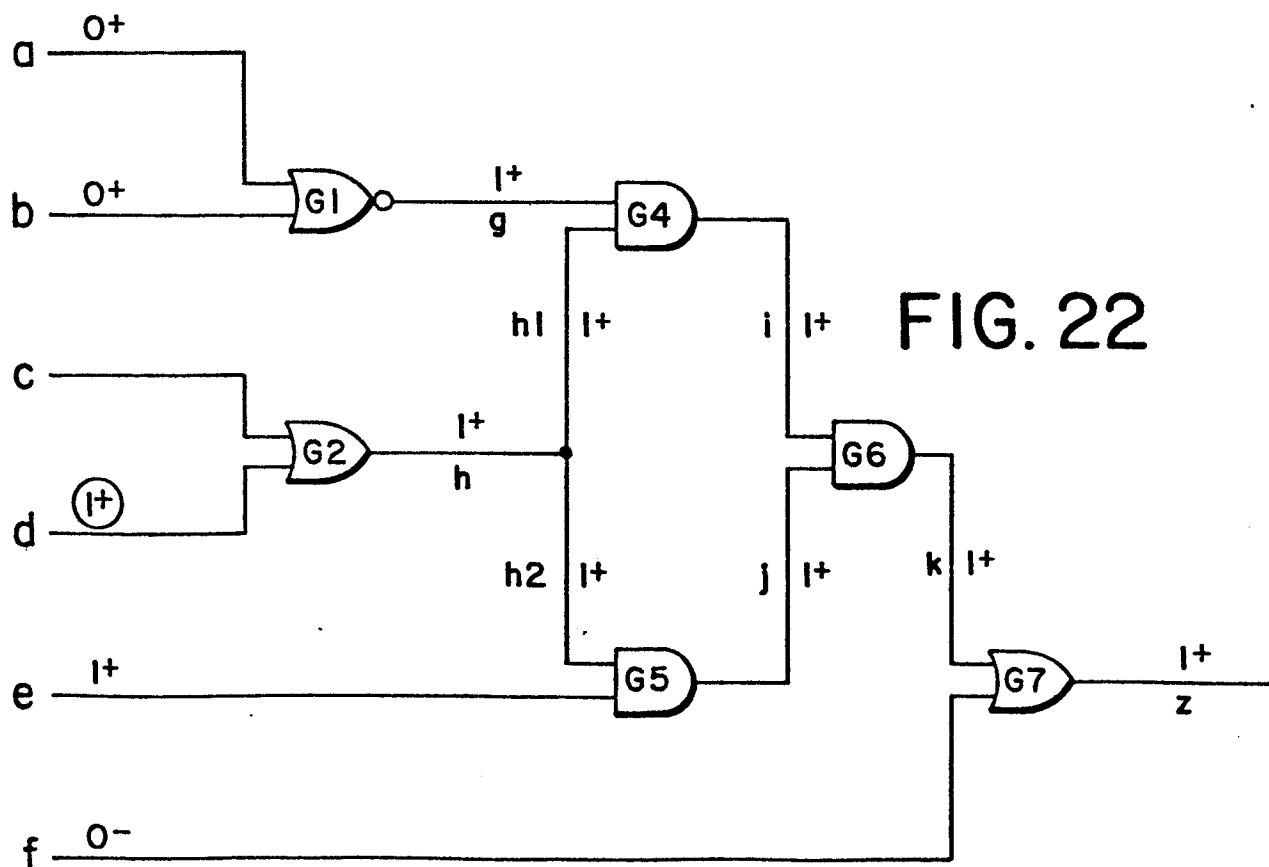 a 0+
b 0+
G1
1+
g
G4
h1 1+
i 1+
FIG. 22
c
G2
1+
h
G6
d 1+
h2 1+
j 1+
k 1+
e 1+
G5
G7
1+
z
f 0-